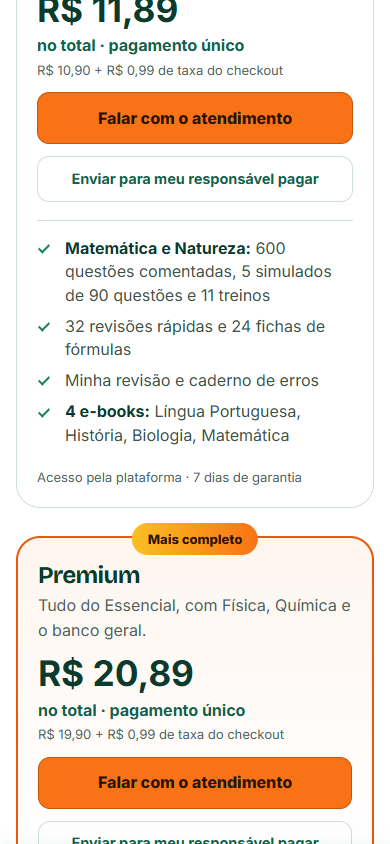 R$ 11,89
no total · pagamento único
R$ 10,90 + R$ 0,99 de taxa do checkout
Falar com o atendimento
Enviar para meu responsável pagar
Matemática e Natureza: 600
questões comentadas, 5 simulados
de 90 questões e 11 treinos
32 revisões rápidas e 24 fichas de
fórmulas
Minha revisão e caderno de erros
4 e-books: Língua Portuguesa,
História, Biologia, Matemática
Acesso pela plataforma · 7 dias de garantia
Mais completo
Premium
Tudo do Essencial, com Física, Química e
o banco geral.
R$ 20,89
no total · pagamento único
R$ 19,90 + R$ 0,99 de taxa do checkout
Falar com o atendimento
Enviar para meu responsável pagar